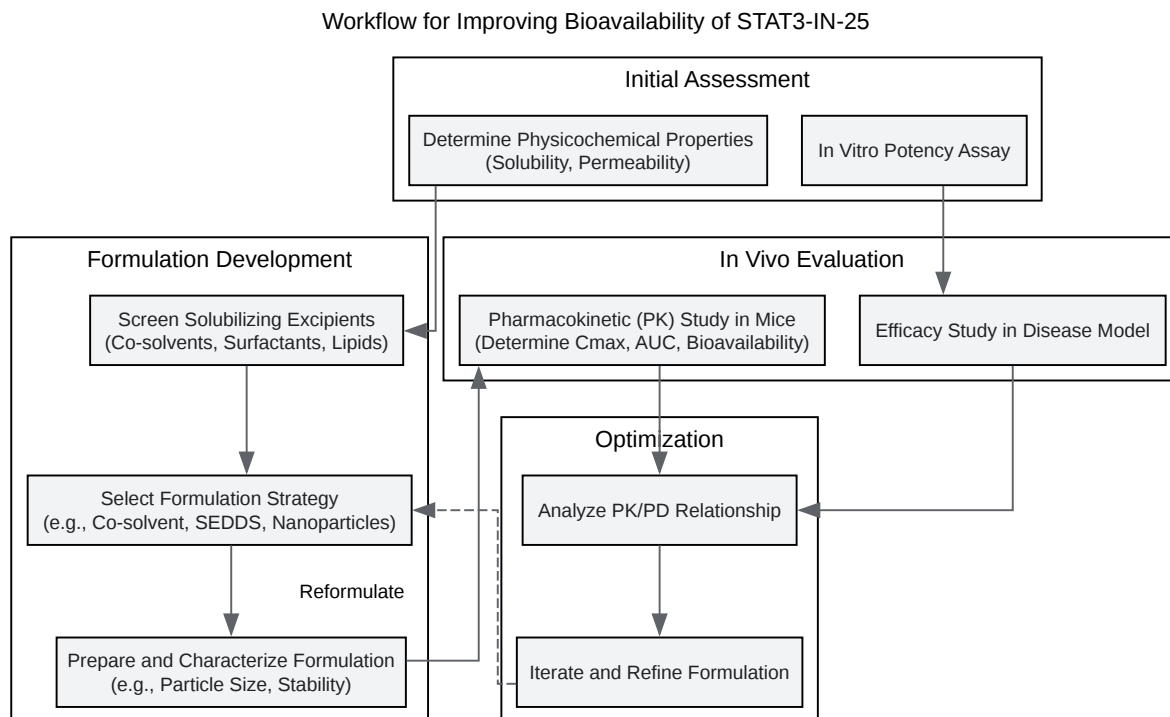 Workflow for Improving Bioavailability of STAT3-IN-25
Initial Assessment
Determine Physicochemical Properties
(Solubility, Permeability)
In Vitro Potency Assay
Formulation Development
In Vivo Evaluation
Screen Solubilizing Excipients
(Co-solvents, Surfactants, Lipids)
Pharmacokinetic (PK) Study in Mice
(Determine Cmax, AUC, Bioavailability)
Efficacy Study in Disease Model
Optimization
Select Formulation Strategy
(e.g., Co-solvent, SEDDS, Nanoparticles)
Analyze PK/PD Relationship
Reformulate
Prepare and Characterize Formulation
(e.g., Particle Size, Stability)
Iterate and Refine Formulation